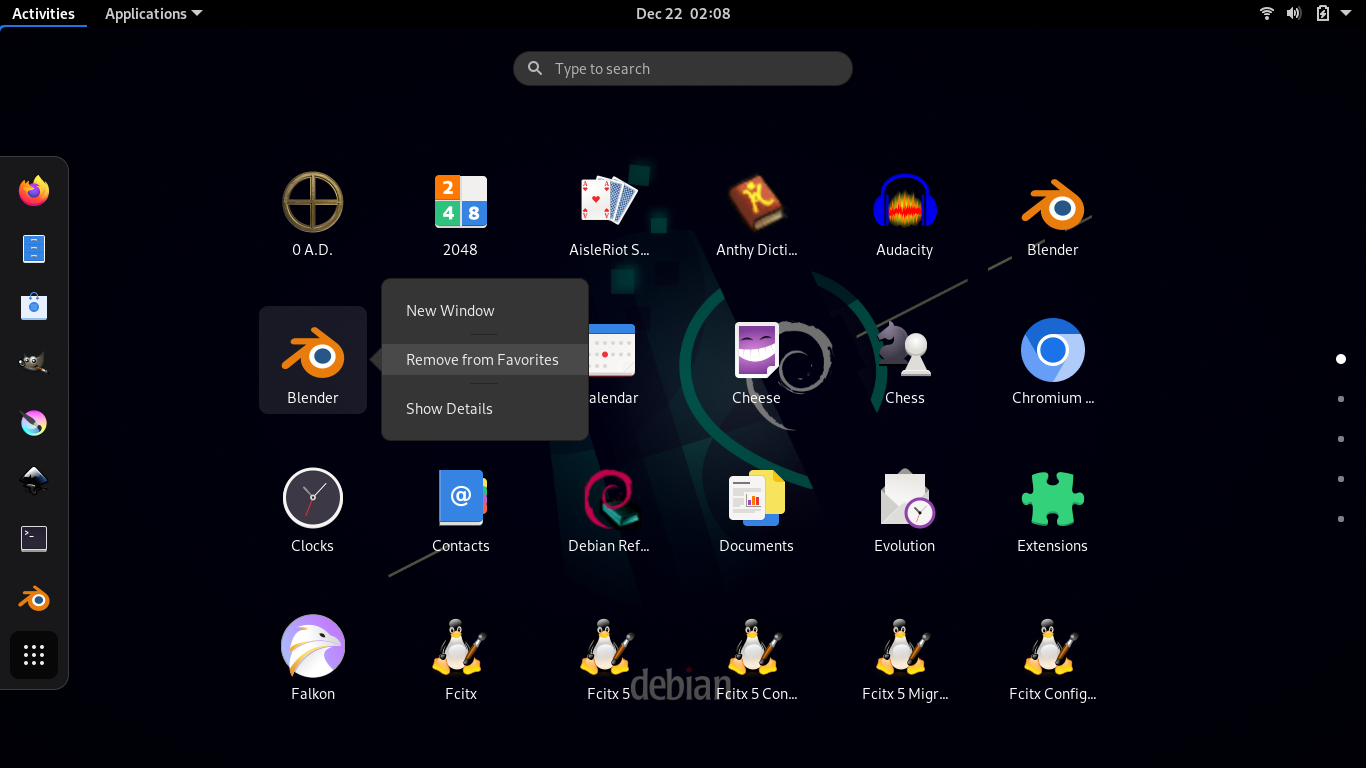 Activities
Applications
Dec 22 02:08
Type to search
0 A.D.
2048
AisleRiot S...
Anthy Dicti...
Audacity
Blender
New Window
Remove from Favorites
Show Details
Blender
alendar
Cheese
Chess
Chromium ...
Clocks
Contacts
Debian Ref...
Documents
Evolution
Extensions
Falkon
Fcitx
Fcitx 5
debian
Fcitx 5 Con...
Fcitx 5 Migr...
Fcitx Config...